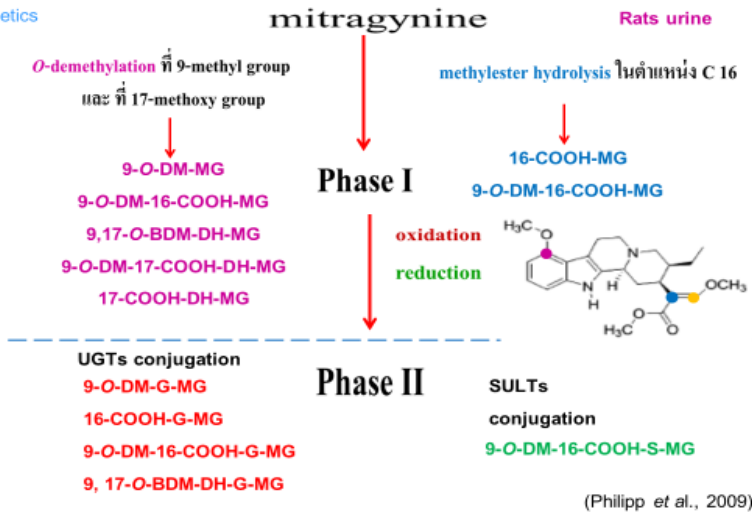 etics
mitragynine
Rats urine
O-demethylation ที่ 9-methyl group
และ ที่ 17-methoxy group
methylester hydrolysis ในตำแหน่ง C 16
9-O-DM-MG
9-O-DM-16-COOH-MG
9,17-O-BDM-DH-MG
9-O-DM-17-COOH-DH-MG
17-COOH-DH-MG
Phase I
16-COOH-MG
9-O-DM-16-COOH-MG
oxidation
reduction
H₃C
O
N
N
H
H
OCH₃
O
H₃C
O
UGTs conjugation
9-O-DM-G-MG
16-COOH-G-MG
9-O-DM-16-COOH-G-MG
9, 17-O-BDM-DH-G-MG
Phase II
SULTs
conjugation
9-O-DM-16-COOH-S-MG
(Philipp et al., 2009)